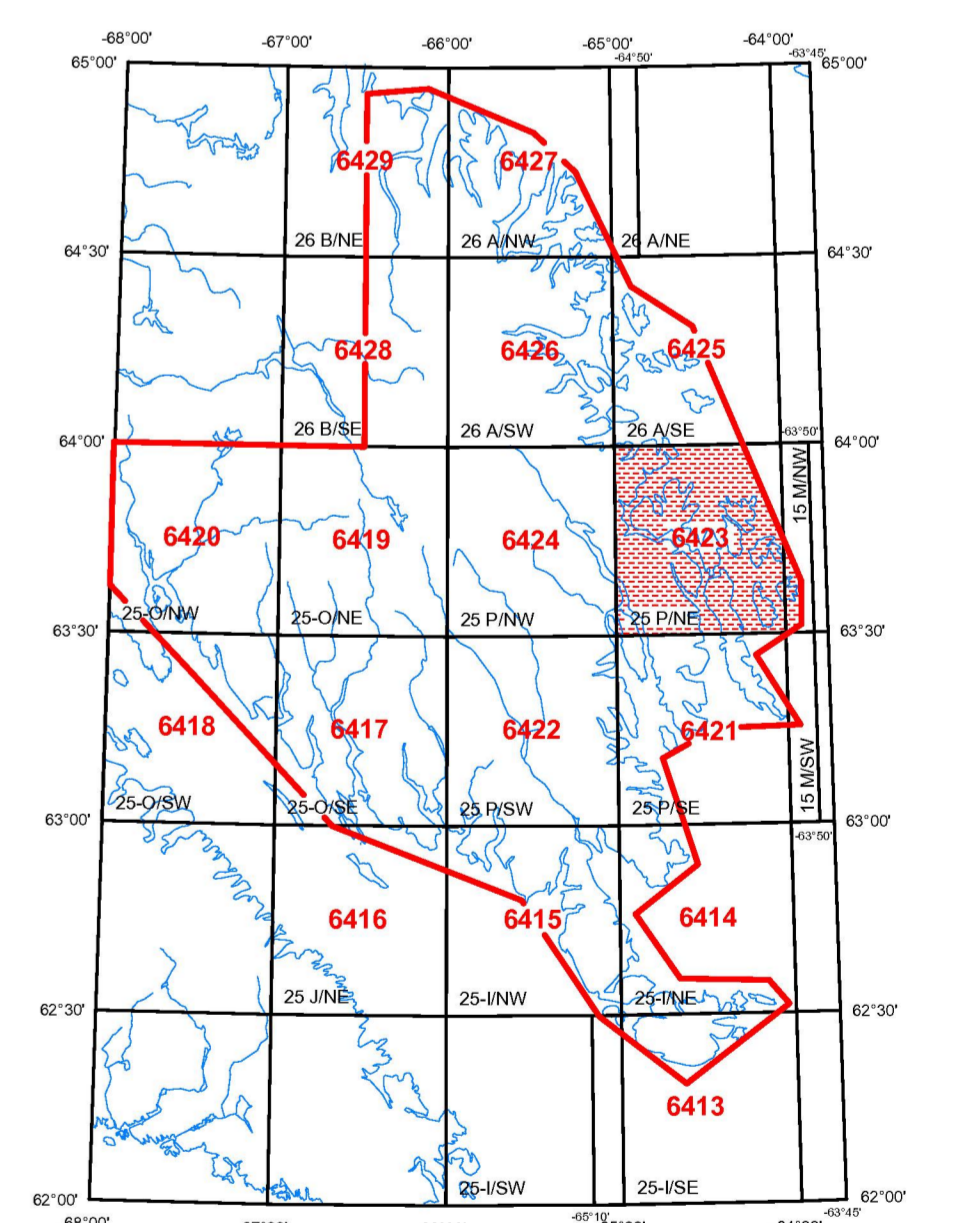 -68°00' -67°00' -66°00' -65°00' -64°00'
-64°50' -63°45'
65°00' 65°00'
6429 6427
26 B/NE 26 A/NW 26 A/NE
64°30' 64°30'
6428 6426 6425
26 B/SE 26 A/SW 26 A/SE -63°50'
64°00' 64°00'
15 M/NW
6420 6419 6424 6423
25-O/NW 25-O/NE 25 P/NW 25 P/NE
63°30' 63°30'
6418 6417 6422 6421
15 M/SW
25-O/SW 25-O/SE 25 P/SW 25 P/SE
63°00' 63°00'
-63°50'
6416 6415 6414
25 J/NE 25-I/NW 25-I/NE
62°30' 62°30'
6413
25-I/SW 25-I/SE
62°00' 62°00'
-65°10' -63°45'